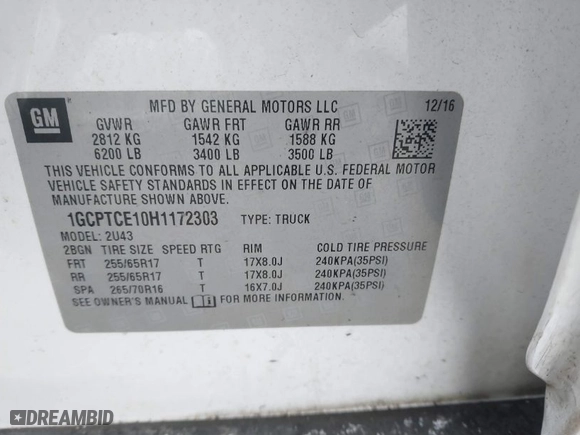 GM
MFD BY GENERAL MOTORS LLC 12/16
GVWR GAWR FRT GAWR RR
2812 KG 1542 KG 1588 KG
6200 LB 3400 LB 3500 LB
THIS VEHICLE CONFORMS TO ALL APPLICABLE U.S. FEDERAL MOTOR
VEHICLE SAFETY STANDARDS IN EFFECT ON THE DATE OF
MANUFACTURE SHOWN ABOVE.
1GCPTCE10H1172303 TYPE: TRUCK
MODEL: 2U43
2BGN TIRE SIZE SPEED RTG RIM COLD TIRE PRESSURE
FRT 255/65R17 T 17X8.0J 240KPA(35PSI)
RR 255/65R17 T 17X8.0J 240KPA(35PSI)
SPA 265/70R16 T 16X7.0J 240KPA(35PSI)
SEE OWNER'S MANUAL FOR MORE INFORMATION.
DREAMBID